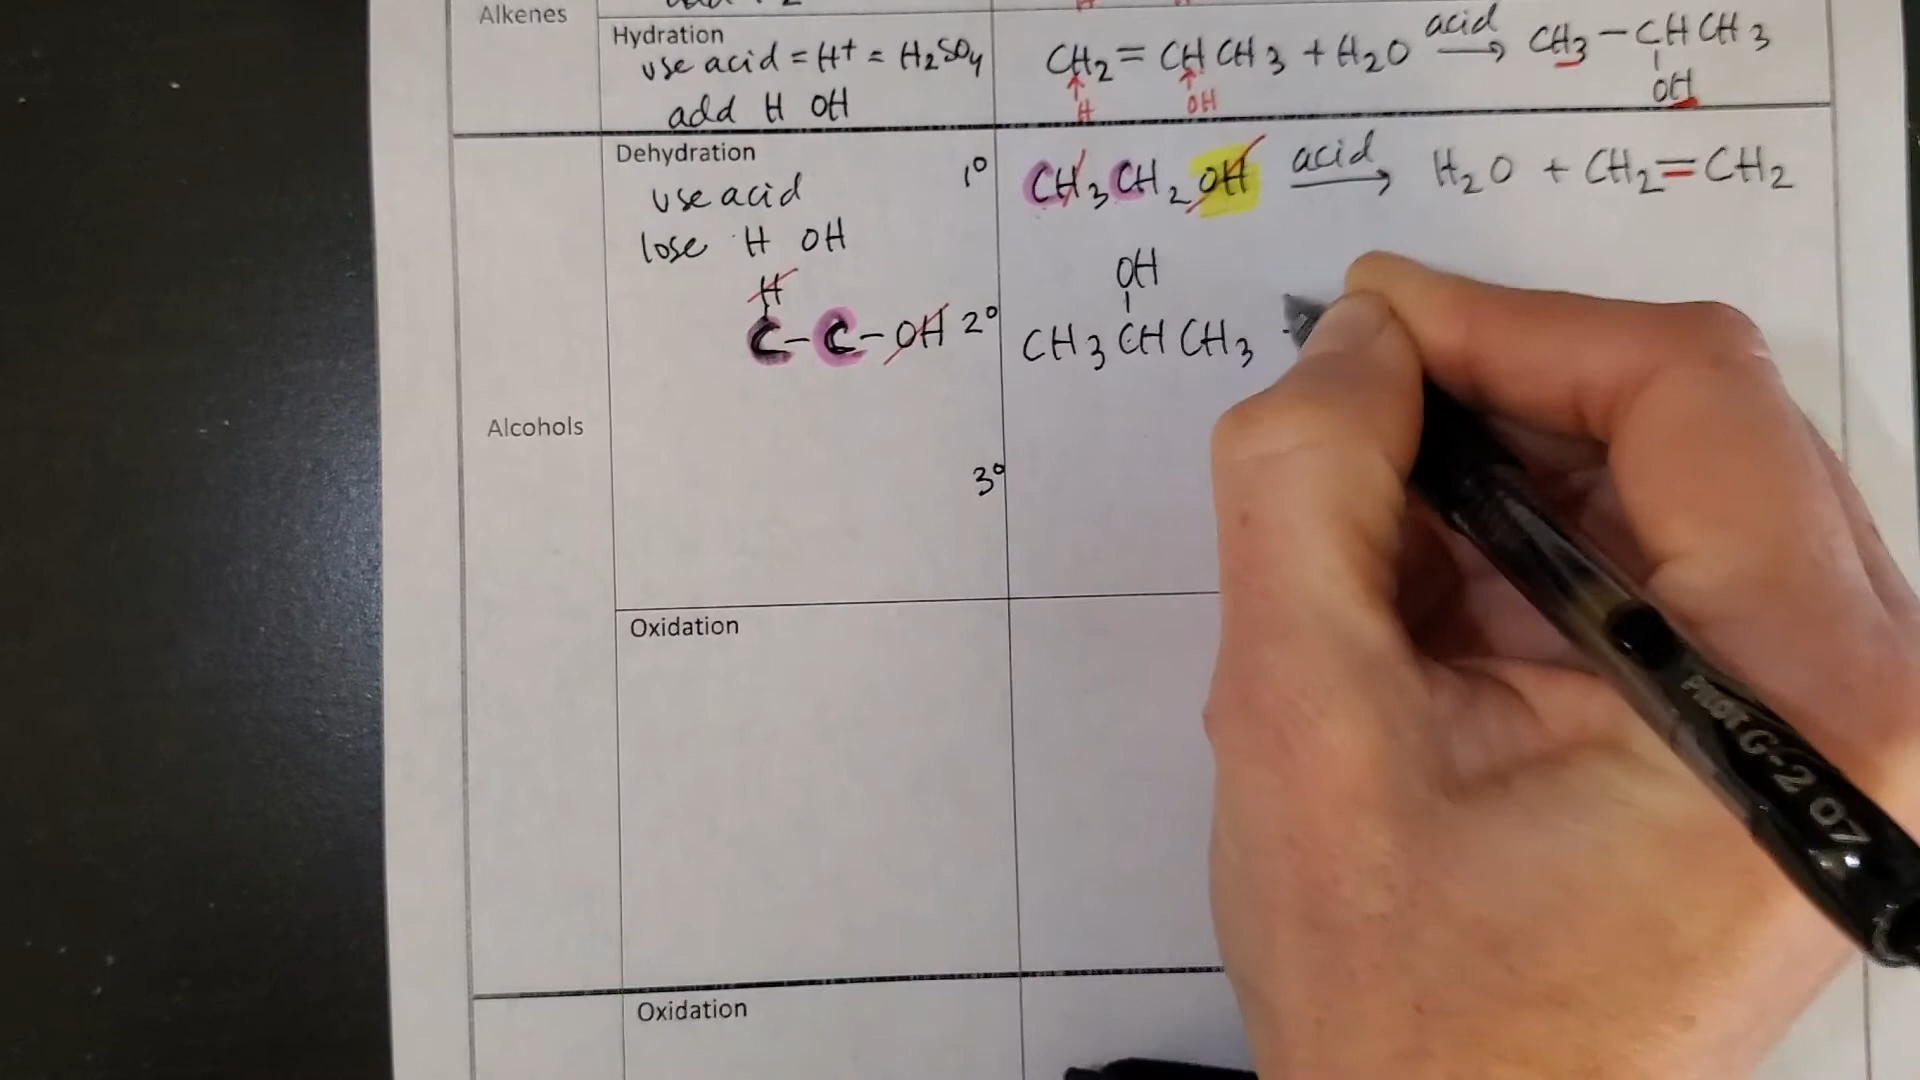 Alkenes
Hydration
use acid = H+ = H2SO4
add H OH
CH2 = CH CH3 + H2O acid → CH3 - CH CH3
OH
H OH
Dehydration
use acid
lose H OH
H
C - C - OH
1° CH3 CH2 OH acid → H2O + CH2 = CH2
OH
2° CH3 CH CH3
3°
Alcohols
Oxidation
Oxidation
PILOT G-2 07